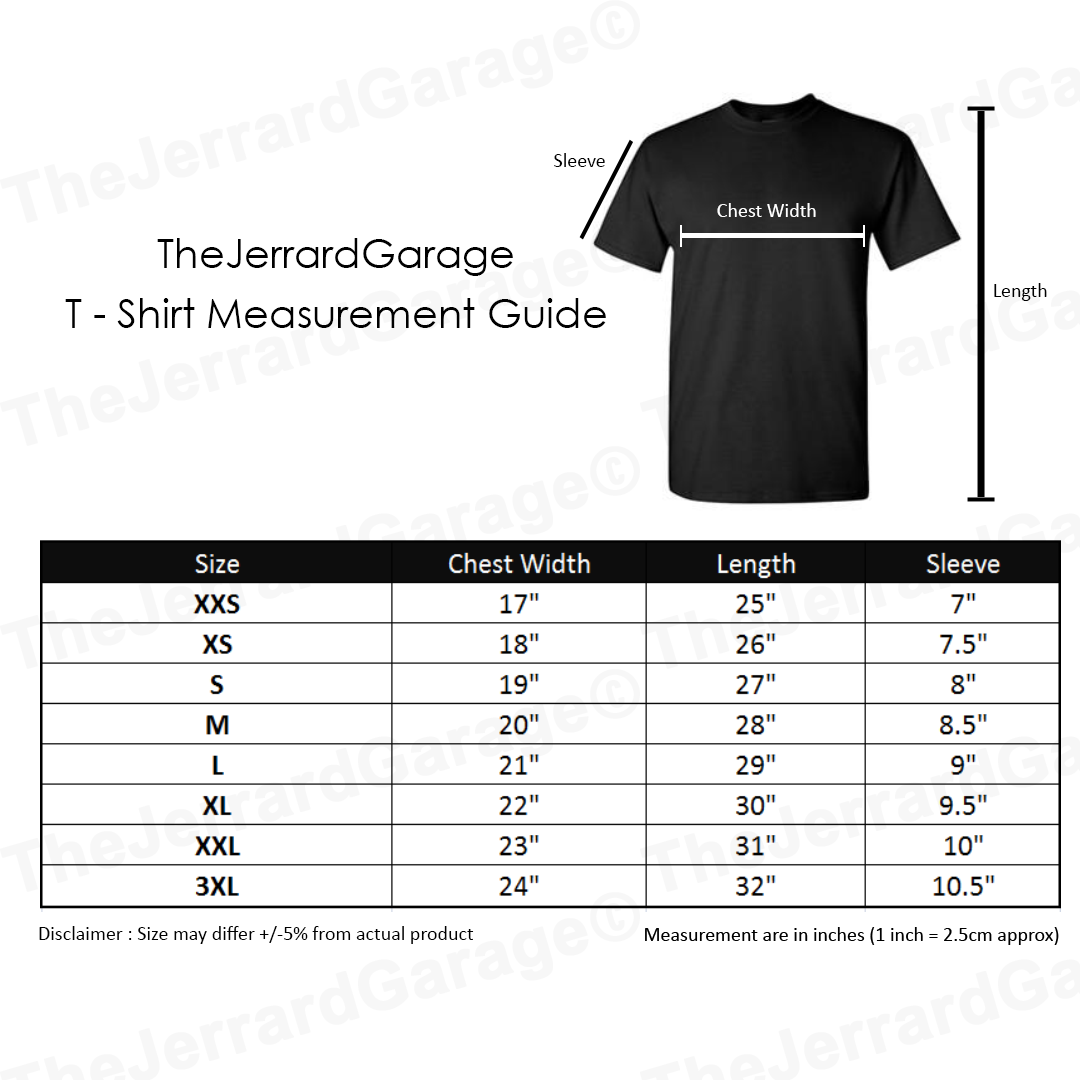 TheJerrardGarage©
Sleeve
Chest Width
TheJerrardGarage
T - Shirt Measurement Guide
Length
Size Chest Width Length Sleeve
XXS 17" 25" 7"
XS 18" 26" 7.5"
S 19" 27" 8"
M 20" 28" 8.5"
L 21" 29" 9"
XL 22" 30" 9.5"
XXL 23" 31" 10"
3XL 24" 32" 10.5"
Disclaimer : Size may differ +/-5% from actual product
Measurement are in inches (1 inch = 2.5cm approx)